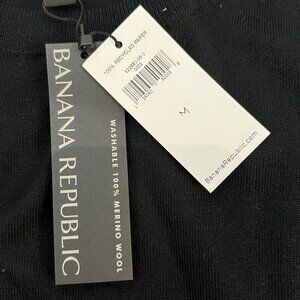 BANANA REPUBLIC
WASHABLE 100% MERINO WOOL
100% RECYCLED PAPER
M
BananaRepublic.com